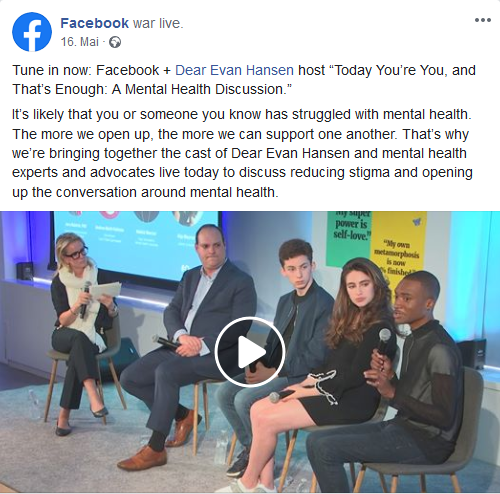 Facebook war live.
16. Mai ·
Tune in now: Facebook + Dear Evan Hansen host “Today You’re You, and
That’s Enough: A Mental Health Discussion.”
It’s likely that you or someone you know has struggled with mental health.
The more we open up, the more we can support one another. That’s why
we’re bringing together the cast of Dear Evan Hansen and mental health
experts and advocates live today to discuss reducing stigma and opening
up the conversation around mental health.
My super
power is
self-love."
"My own
metamorphosis
is now
finished